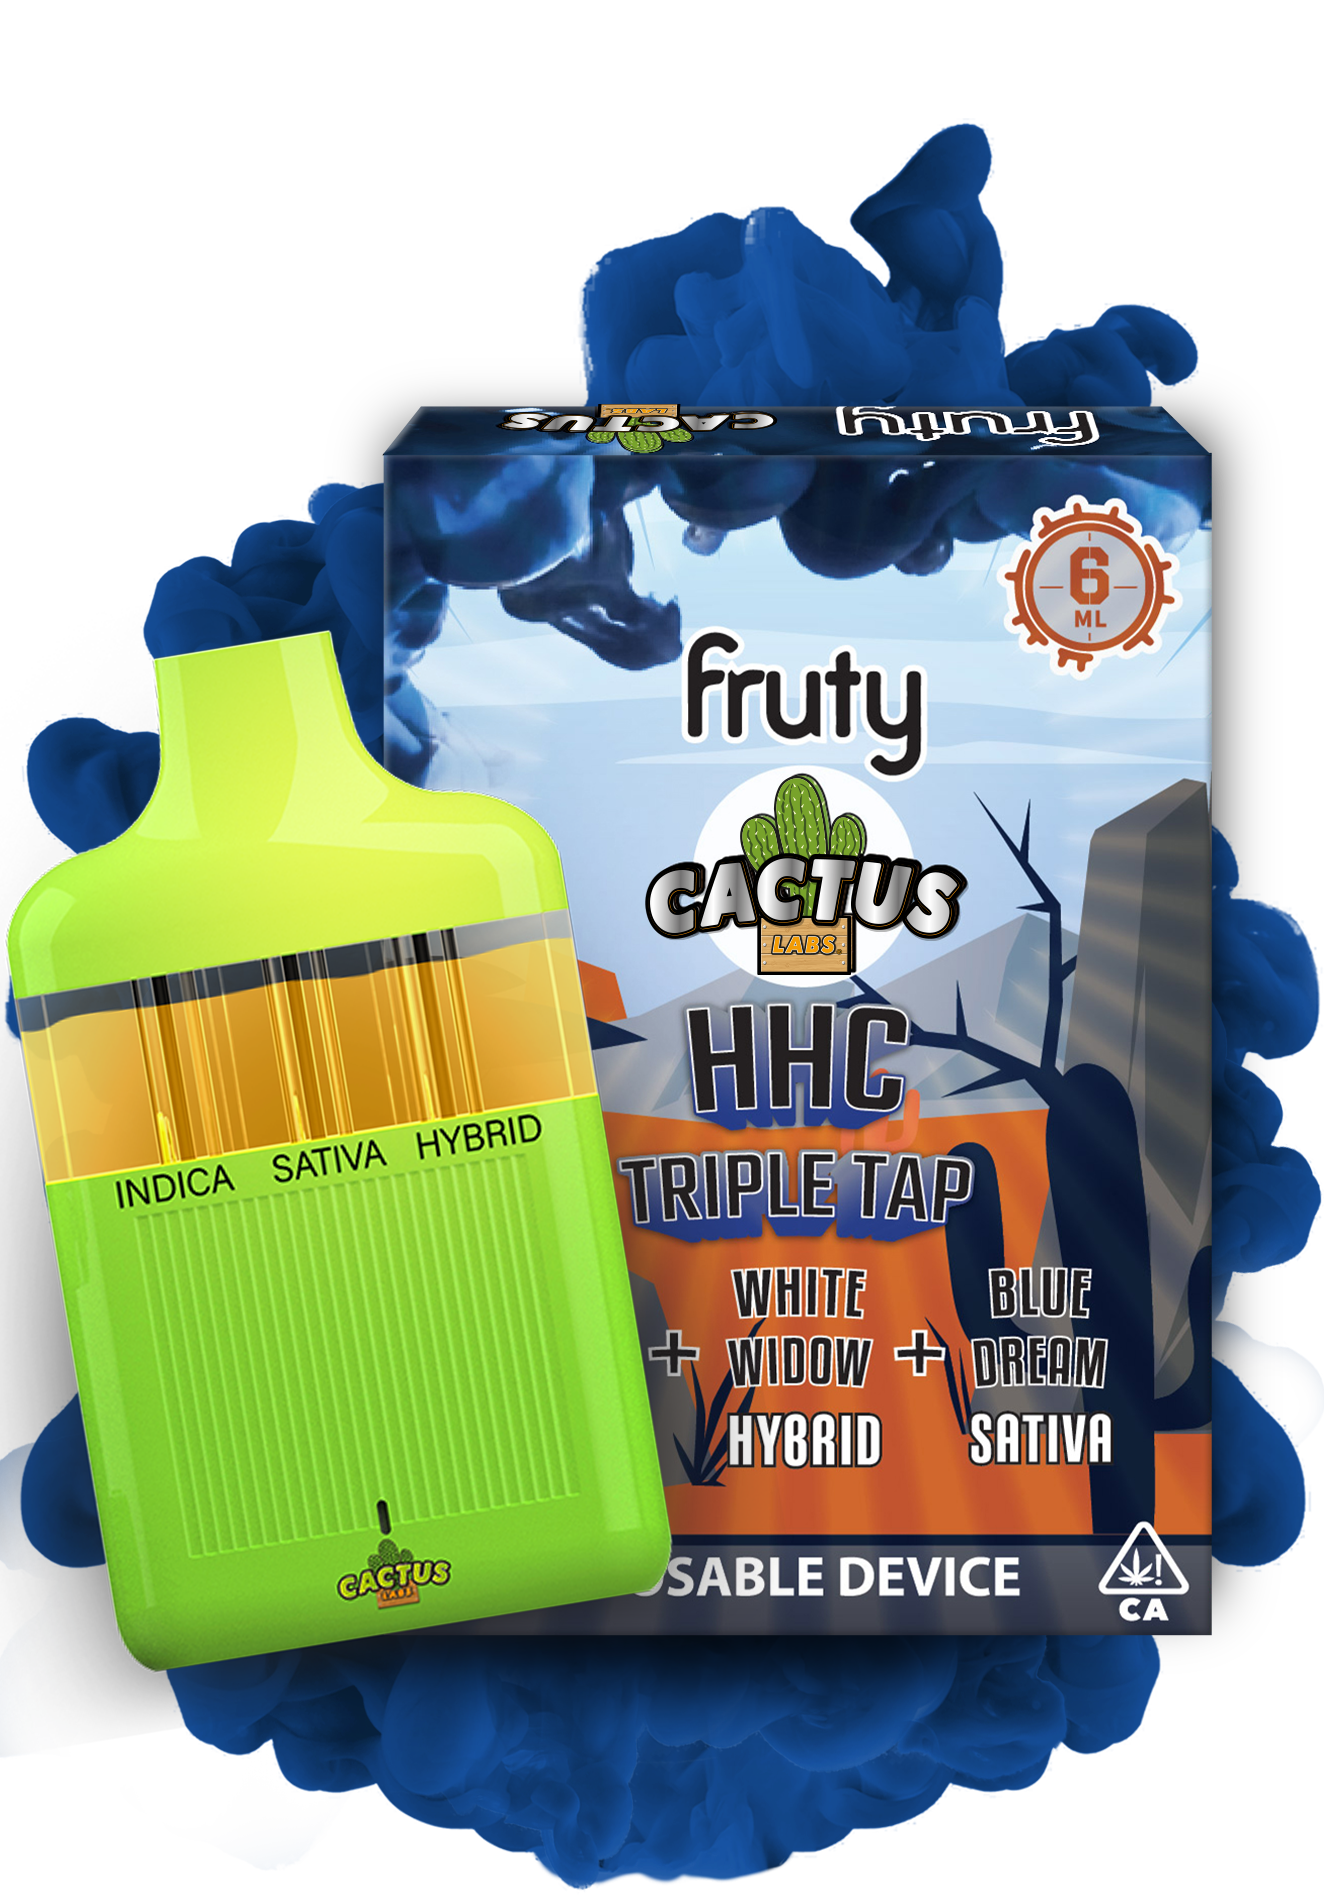 CACTUS
fruty
6
ML
fruty
CACTUS
LABS
HHC
TRIPLE TAP
+ WHITE WIDOW HYBRID + BLUE DREAM SATIVA
SABLE DEVICE
CA
INDICA SATIVA HYBRID
CACTUS
LABS